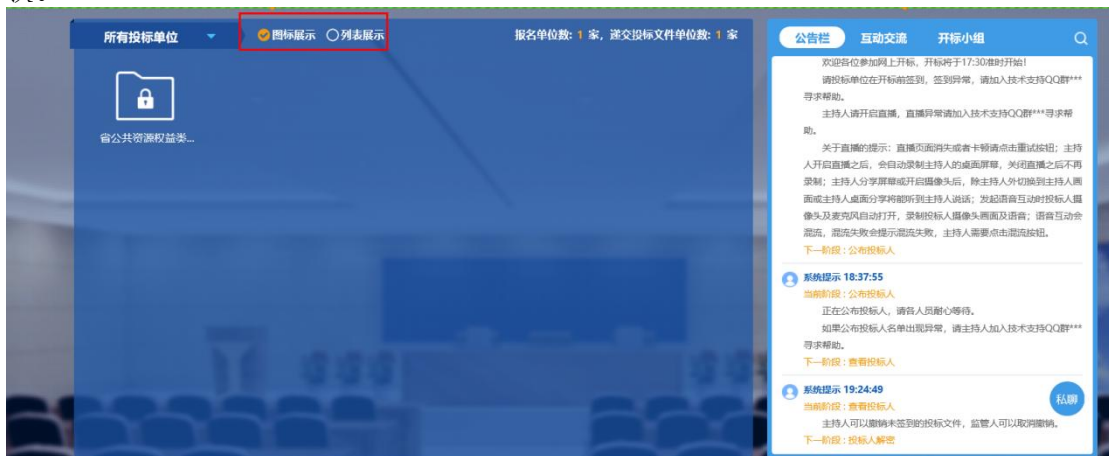 所有投标单位
图标展示 列表展示
报名单位数: 1 家, 递交投标文件单位数: 1 家
省公共资源权益类...
公告栏 互动交流 开标小组
欢迎各位参加网上开标, 开标将于17:30准时开始!
请投标单位在开标前签到, 签到异常, 请加入技术支持QQ群***
寻求帮助。
主持人请开启直播, 直播异常请加入技术支持QQ群***寻求帮
助。
关于直播的提示: 直播页面消失或者卡顿请点击重试按钮; 主持
人开启直播之后, 会自动录制主持人的桌面屏幕, 关闭直播之后不再
录制; 主持人分享屏幕或开启摄像头后, 除主持人外切换到主持人画
面或主持人桌面分享将能听到主持人说话; 发起语音互动时投标人摄
像头及麦克风自动打开, 录制投标人摄像头画面及语音; 语音互动会
混流, 混流失败会提示混流失败, 主持人需要点击混流按钮。
下一阶段: 公布投标人
系统提示 18:37:55
当前阶段: 公布投标人
正在公布投标人, 请各人员耐心等待。
如果公布投标人名单出现异常, 请主持人加入技术支持QQ群***
寻求帮助。
下一阶段: 查看投标人
系统提示 19:24:49
当前阶段: 查看投标人
主持人可以撤销未签到的投标文件, 监管人可以取消撤销。
下一阶段: 投标人解密
私聊